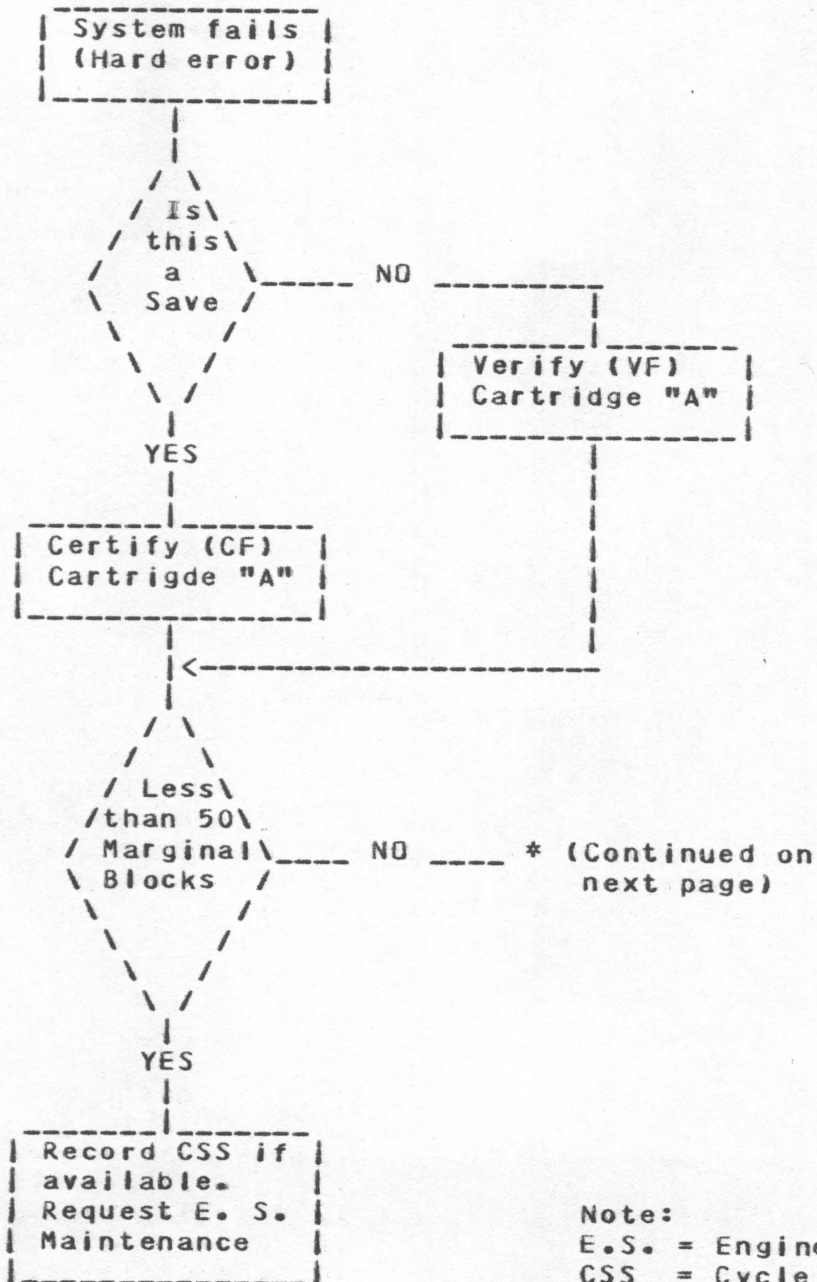 System fails
(Hard error)
Is
this
a
Save
NO
Verify (VF)
Cartridge "A"
YES
Certify (CF)
Cartrigde "A"
Less
than 50
Marginal
Blocks
NO
* (Continued on
next page)
YES
Record CSS if
available.
Request E. S.
Maintenance
Note:
E.S. = Engine
CSS = Cycle